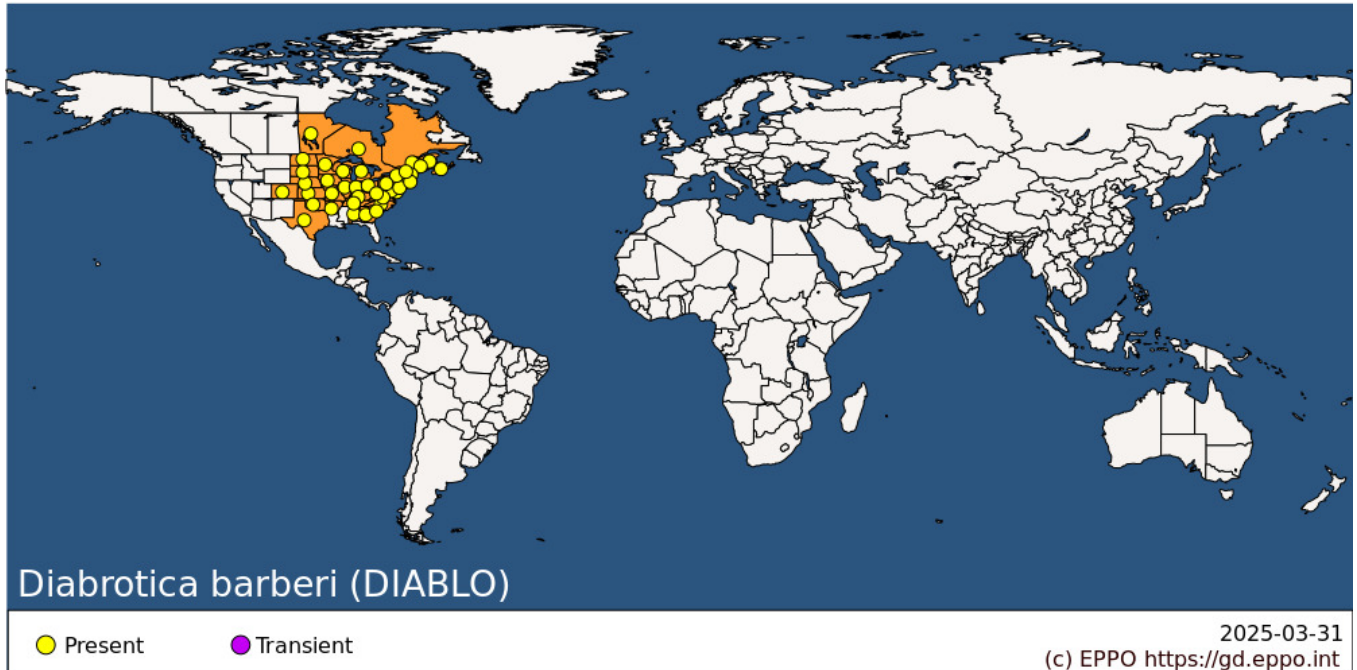 Diabrotica barberi (DIABLO)
Present
Transient
2025-03-31
(c) EPPO https://gd.eppo.int